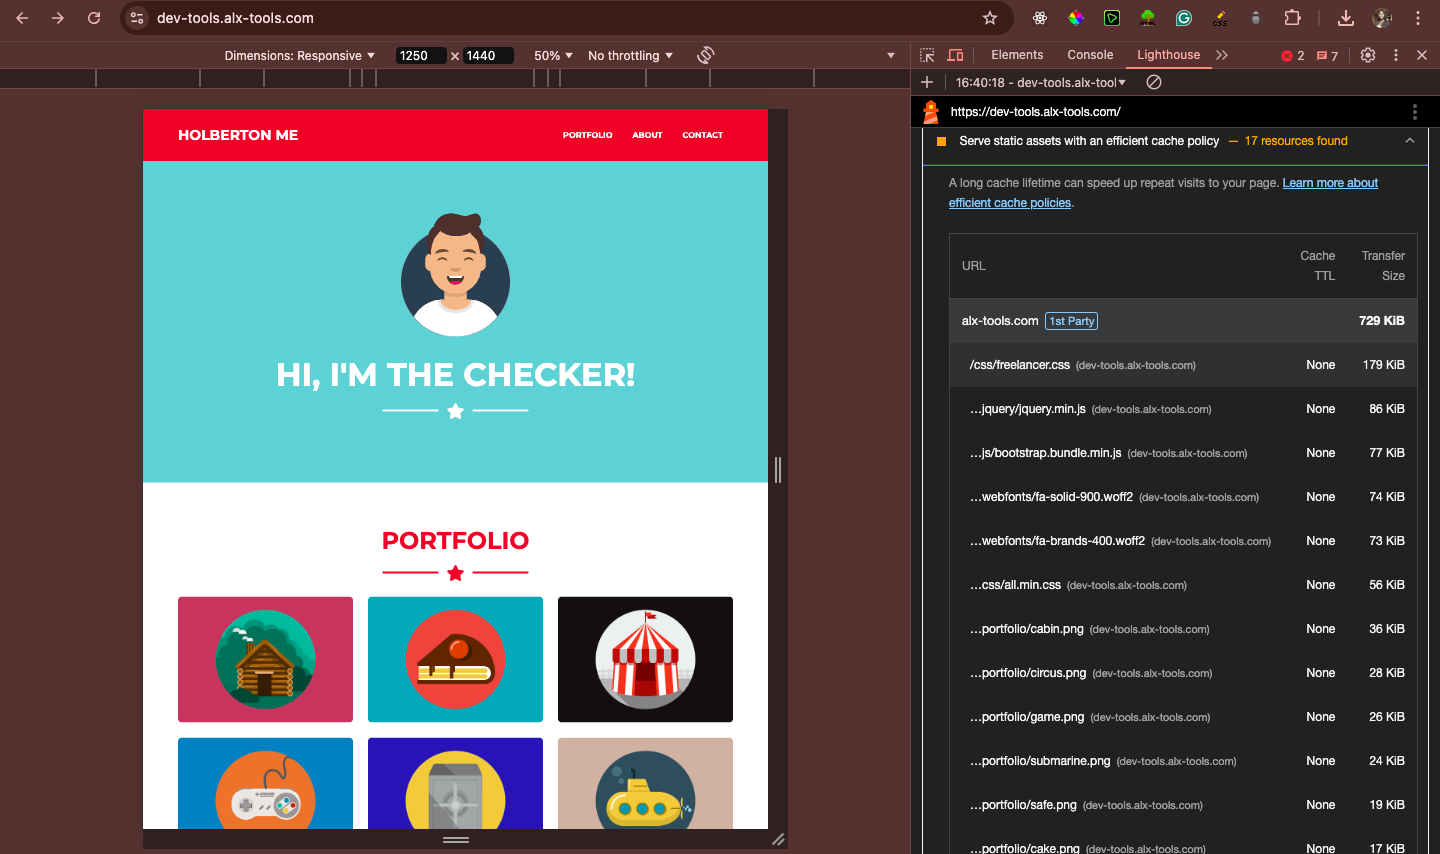 dev-tools.alx-tools.com
Dimensions: Responsive 1250 x 1440 50% No throttling
Elements Console Lighthouse 2 7
16:40:18 - dev-tools.alx-tool
https://dev-tools.alx-tools.com/
HOLBERTON ME PORTFOLIO ABOUT CONTACT
HI, I'M THE CHECKER!
PORTFOLIO
Serve static assets with an efficient cache policy — 17 resources found
A long cache lifetime can speed up repeat visits to your page. Learn more about
efficient cache policies.
URL Cache TTL Transfer Size
alx-tools.com 1st Party 729 KiB
/css/freelancer.css (dev-tools.alx-tools.com) None 179 KiB
…jquery/jquery.min.js (dev-tools.alx-tools.com) None 86 KiB
…js/bootstrap.bundle.min.js (dev-tools.alx-tools.com) None 77 KiB
…webfonts/fa-solid-900.woff2 (dev-tools.alx-tools.com) None 74 KiB
…webfonts/fa-brands-400.woff2 (dev-tools.alx-tools.com) None 73 KiB
…css/all.min.css (dev-tools.alx-tools.com) None 56 KiB
…portfolio/cabin.png (dev-tools.alx-tools.com) None 36 KiB
…portfolio/circus.png (dev-tools.alx-tools.com) None 28 KiB
…portfolio/game.png (dev-tools.alx-tools.com) None 26 KiB
…portfolio/submarine.png (dev-tools.alx-tools.com) None 24 KiB
…portfolio/safe.png (dev-tools.alx-tools.com) None 19 KiB
…portfolio/cake.png (dev-tools.alx-tools.com) None 17 KiB